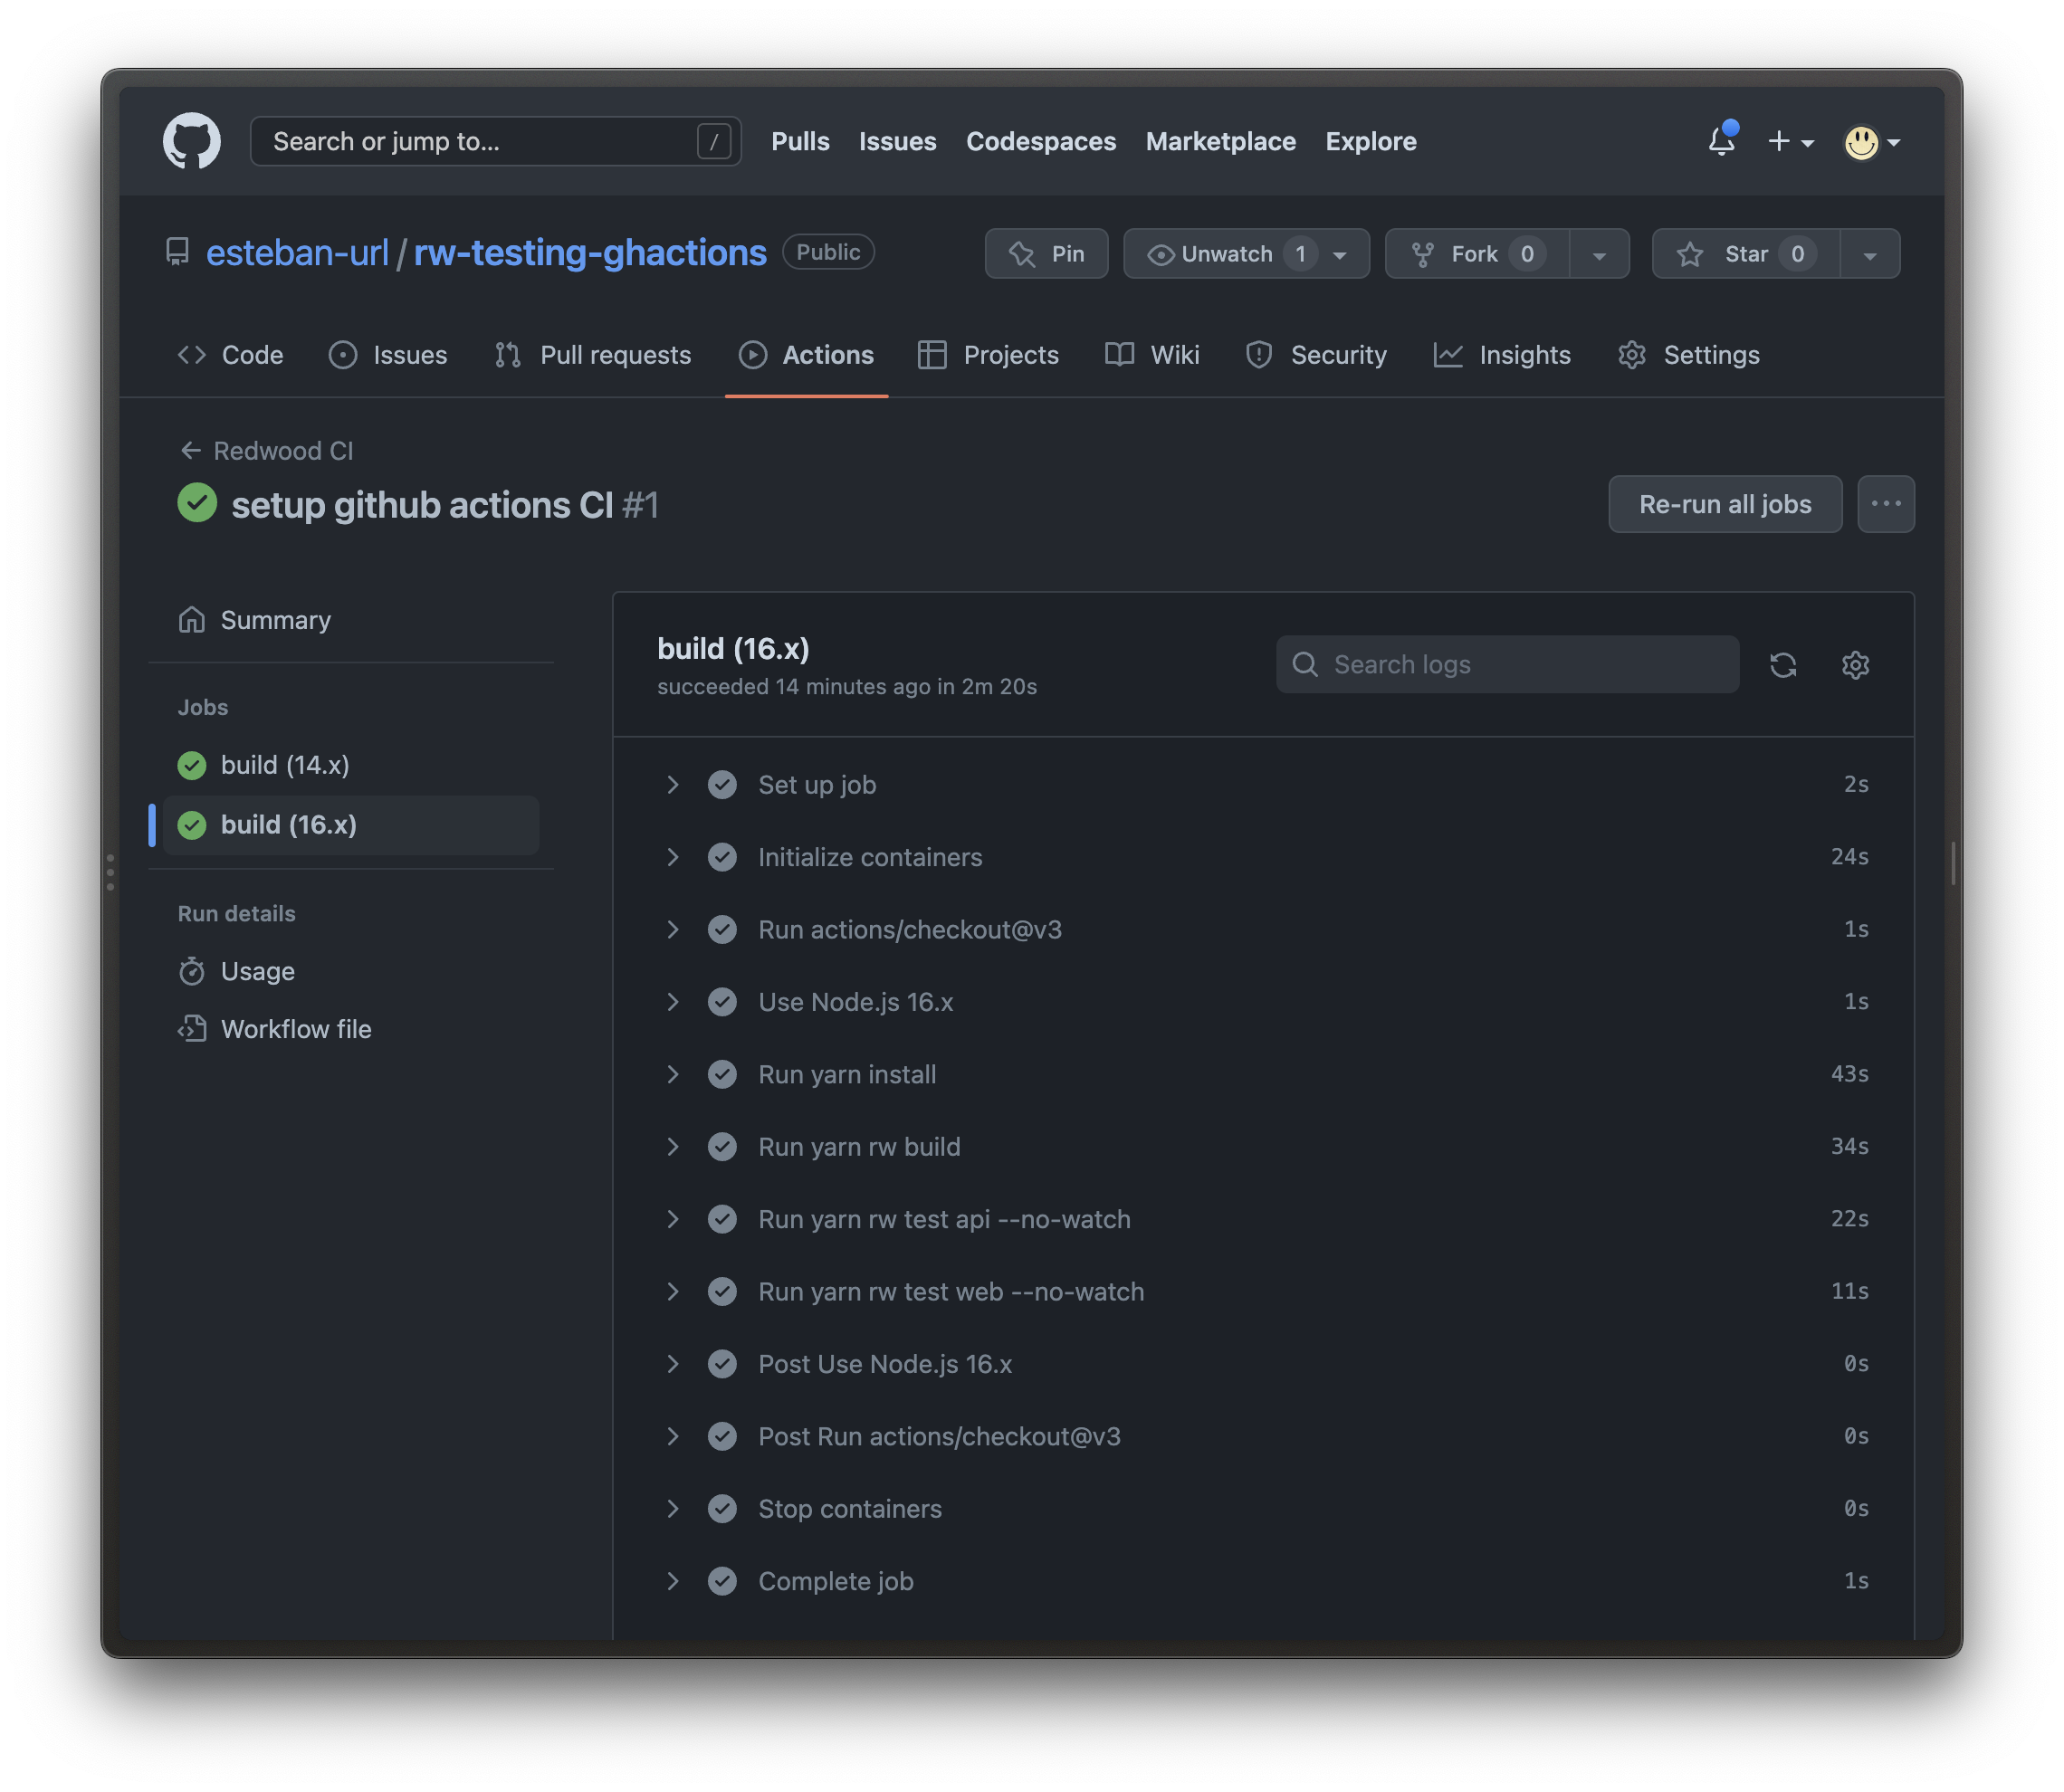 Search or jump to... / Pulls Issues Codespaces Marketplace Explore
esteban-url / rw-testing-ghactions Public Pin Unwatch 1 Fork 0 Star 0
Code Issues Pull requests Actions Projects Wiki Security Insights Settings
Redwood CI
setup github actions CI #1 Re-run all jobs
Summary
Jobs
build (14.x)
build (16.x)
Run details
Usage
Workflow file
build (16.x)
succeeded 14 minutes ago in 2m 20s
Search logs
Set up job 2s
Initialize containers 24s
Run actions/checkout@v3 1s
Use Node.js 16.x 1s
Run yarn install 43s
Run yarn rw build 34s
Run yarn rw test api --no-watch 22s
Run yarn rw test web --no-watch 11s
Post Use Node.js 16.x 0s
Post Run actions/checkout@v3 0s
Stop containers 0s
Complete job 1s